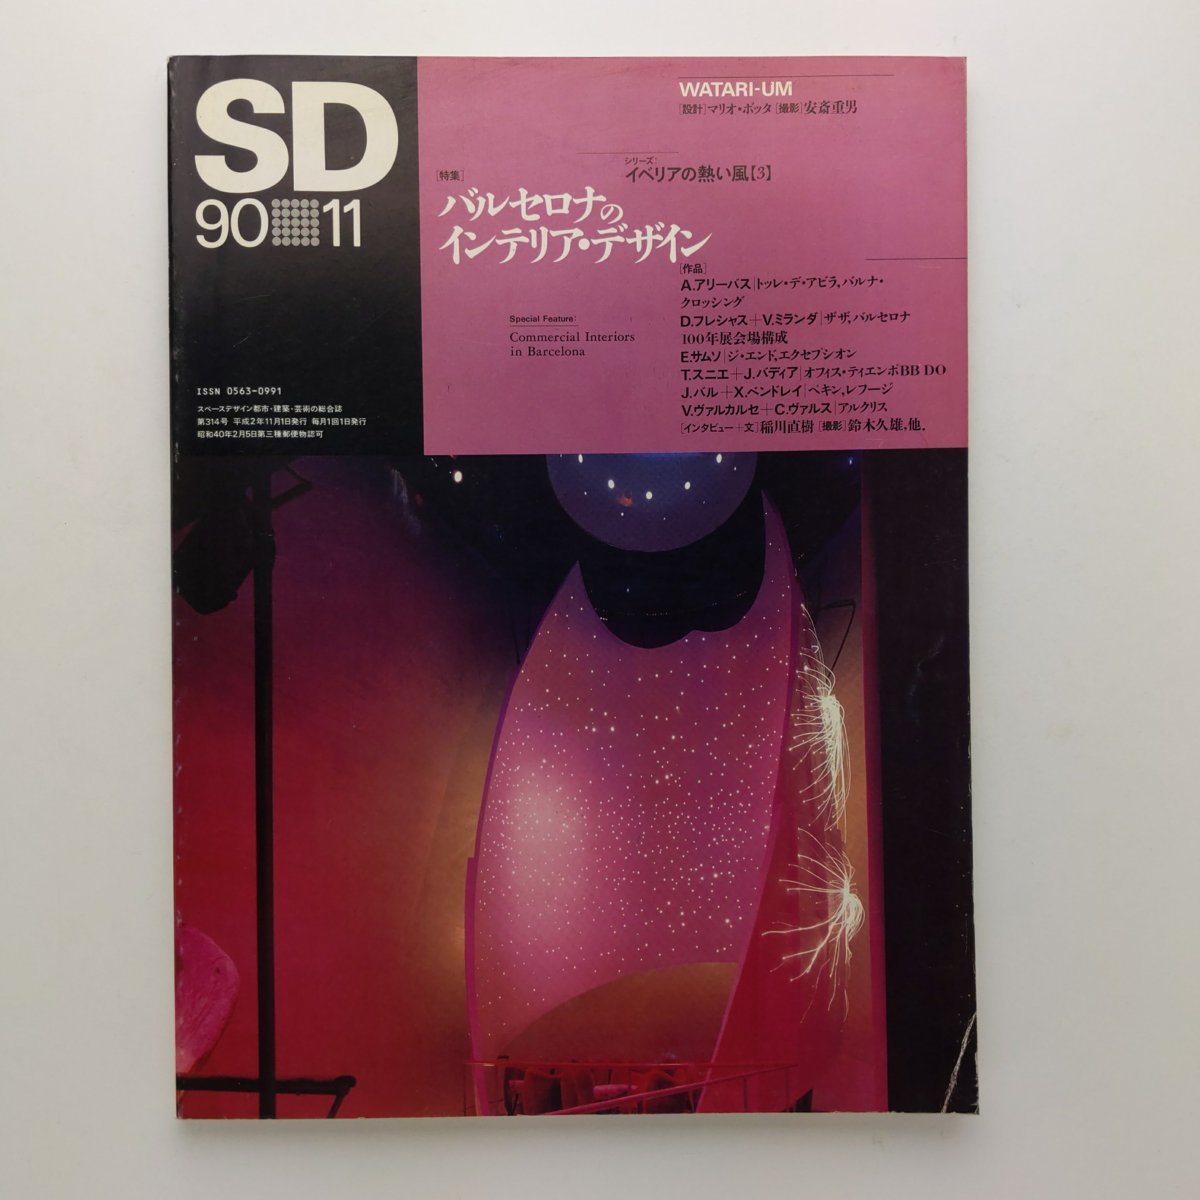 SD
90 11
ISSN 0563-0991
スペースデザイン都市・建築・芸術の総合誌
第314号 平成2年11月1日発行 毎月1回1日発行
昭和40年2月5日第三種郵便物認可
WATARI-UM
[設計]マリオ・ボッタ[撮影]安斎重男
シリーズ:
イベリアの熱い風【3】
[特集]
バルセロナの
インテリア・デザイン
Special Feature:
Commercial Interiors
in Barcelona
[作品]
A.アリーバス|トッレ・デ・アビラ,バルナ・
クロッシング
D.フレシャス+V.ミランダ|ザザ,バルセロナ
100年展会場構成
E.サムソ|ジ・エンド,エクセプシオン
T.スニエ+J.バディア|オフィス・ティエンポBB DO
J.バル+X.ベンドレイ|ペキン,レフージ
V.ヴァルカルセ+C.ヴァルス|アルクリス
[インタビュー+文]稲川直樹[撮影]鈴木久雄,他.